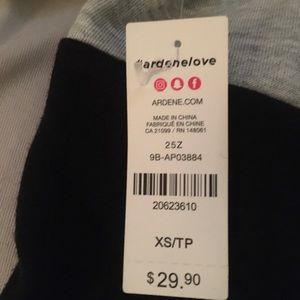 #ardenelove
ARDENE.COM
MADE IN CHINA
FABRIQUÉ EN CHINE
CA 21099 / RN 148061
25Z
9B-AP03884
20623610
XS/TP
$29.90